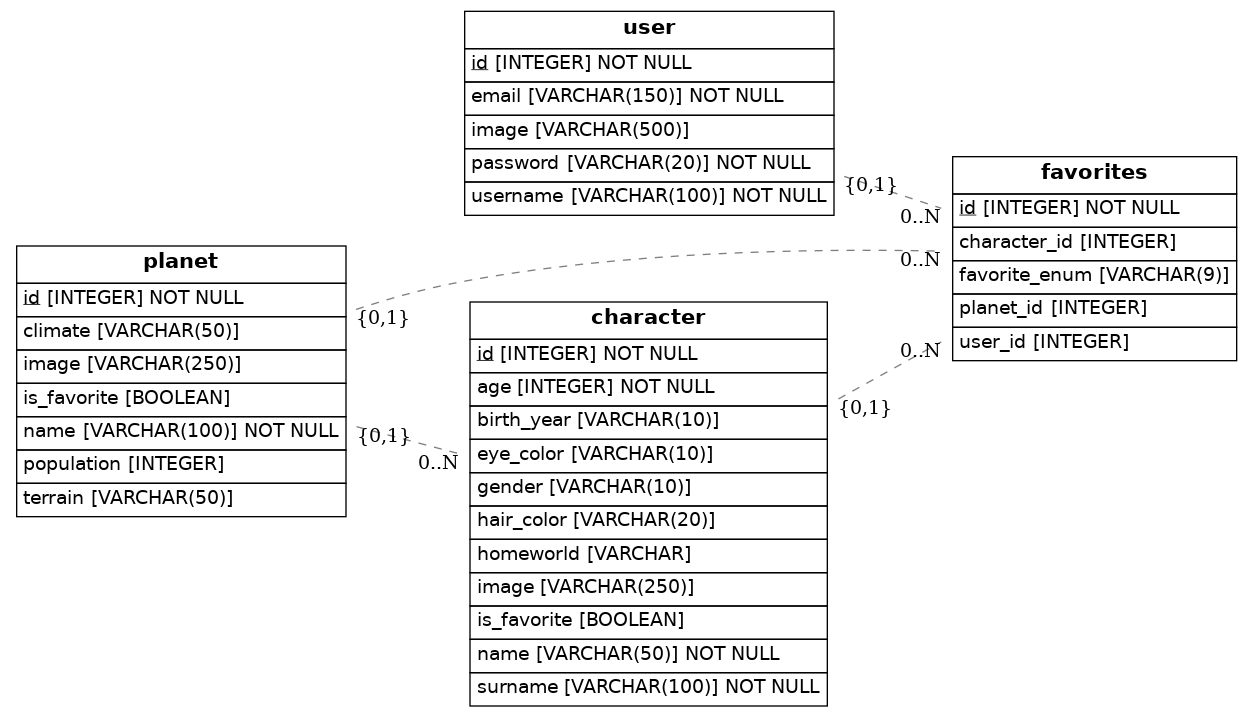 user
id [INTEGER] NOT NULL
email [VARCHAR(150)] NOT NULL
image [VARCHAR(500)]
password [VARCHAR(20)] NOT NULL
username [VARCHAR(100)] NOT NULL
{0,1}
0..N
favorites
id [INTEGER] NOT NULL
character_id [INTEGER]
favorite_enum [VARCHAR(9)]
planet_id [INTEGER]
user_id [INTEGER]
0..N
{0,1}
0..N
{0,1}
planet
id [INTEGER] NOT NULL
climate [VARCHAR(50)]
image [VARCHAR(250)]
is_favorite [BOOLEAN]
name [VARCHAR(100)] NOT NULL
population [INTEGER]
terrain [VARCHAR(50)]
{0,1}
0..N
character
id [INTEGER] NOT NULL
age [INTEGER] NOT NULL
birth_year [VARCHAR(10)]
eye_color [VARCHAR(10)]
gender [VARCHAR(10)]
hair_color [VARCHAR(20)]
homeworld [VARCHAR]
image [VARCHAR(250)]
is_favorite [BOOLEAN]
name [VARCHAR(50)] NOT NULL
surname [VARCHAR(100)] NOT NULL